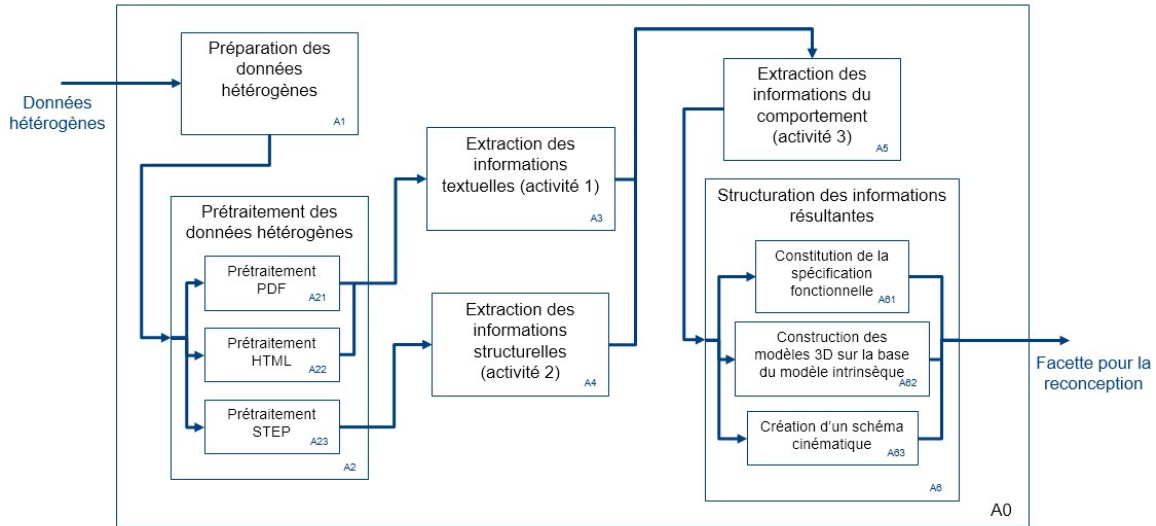 Données
hétérogènes
Préparation des
données
hétérogènes
A1
Prétraitement des
données hétérogènes
Prétraitement
PDF
A21
Prétraitement
HTML
A22
Prétraitement
STEP
A23
A2
Extraction des
informations
textuelles (activité 1)
A3
Extraction des
informations
structurelles
(activité 2)
A4
Extraction des
informations du
comportement
(activité 3)
A5
Structuration des informations
résultantes
Constitution de la
spécification
fonctionnelle
A61
Construction des
modèles 3D sur la base
du modèle intrinsèque
A62
Création d'un schéma
cinématique
A63
A6
Facette pour la
reconception
A0